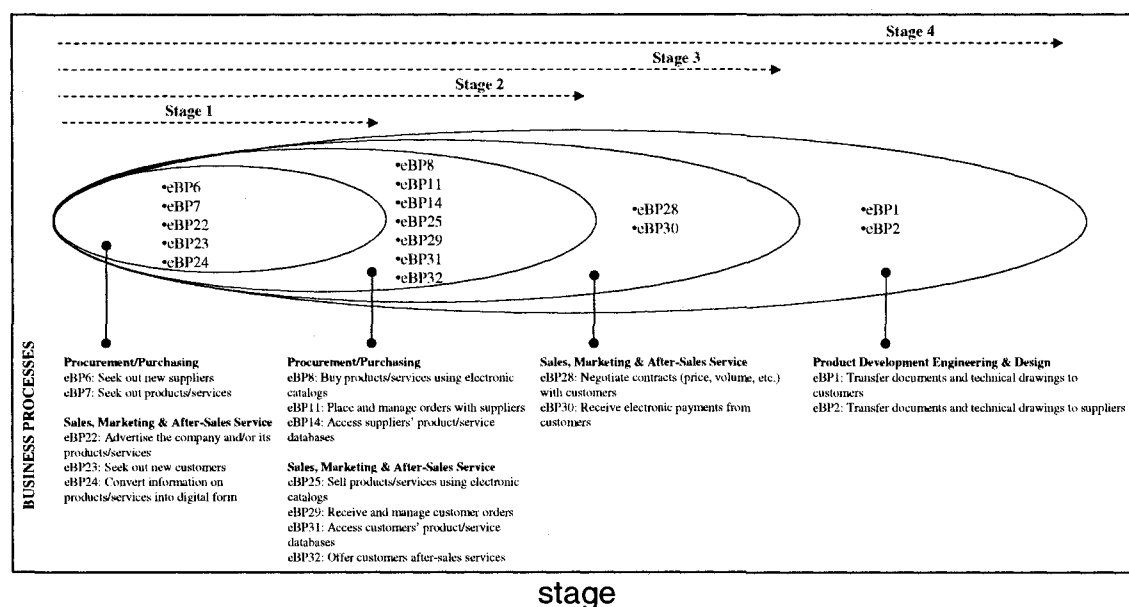 Stage 4
Stage 3
Stage 2
Stage 1
•eBP6
•eBP7
•eBP22
•eBP23
•eBP24
•eBP8
•eBP11
•eBP14
•eBP25
•eBP29
•eBP31
•eBP32
•eBP28
•eBP30
•eBP1
•eBP2
BUSINESS PROCESSES
Procurement/Purchasing
eBP6: Seek out new suppliers
eBP7: Seek out products/services
Sales, Marketing & After-Sales Service
eBP22: Advertise the company and/or its
products/services
eBP23: Seek out new customers
eBP24: Convert information on
products/services into digital form
Procurement/Purchasing
eBP8: Buy products/services using electronic
catalogs
eBP11: Place and manage orders with suppliers
eBP14: Access suppliers' product/service
databases
Sales, Marketing & After-Sales Service
eBP25: Sell products/services using electronic
catalogs
eBP29: Receive and manage customer orders
eBP31: Access customers' product/service
databases
eBP32: Offer customers after-sales services
Sales, Marketing & After-Sales Service
eBP28: Negotiate contracts (price, volume, etc.)
with customers
eBP30: Receive electronic payments from
customers
Product Development Engineering & Design
eBP1: Transfer documents and technical drawings to
customers
eBP2: Transfer documents and technical drawings to suppliers
stage